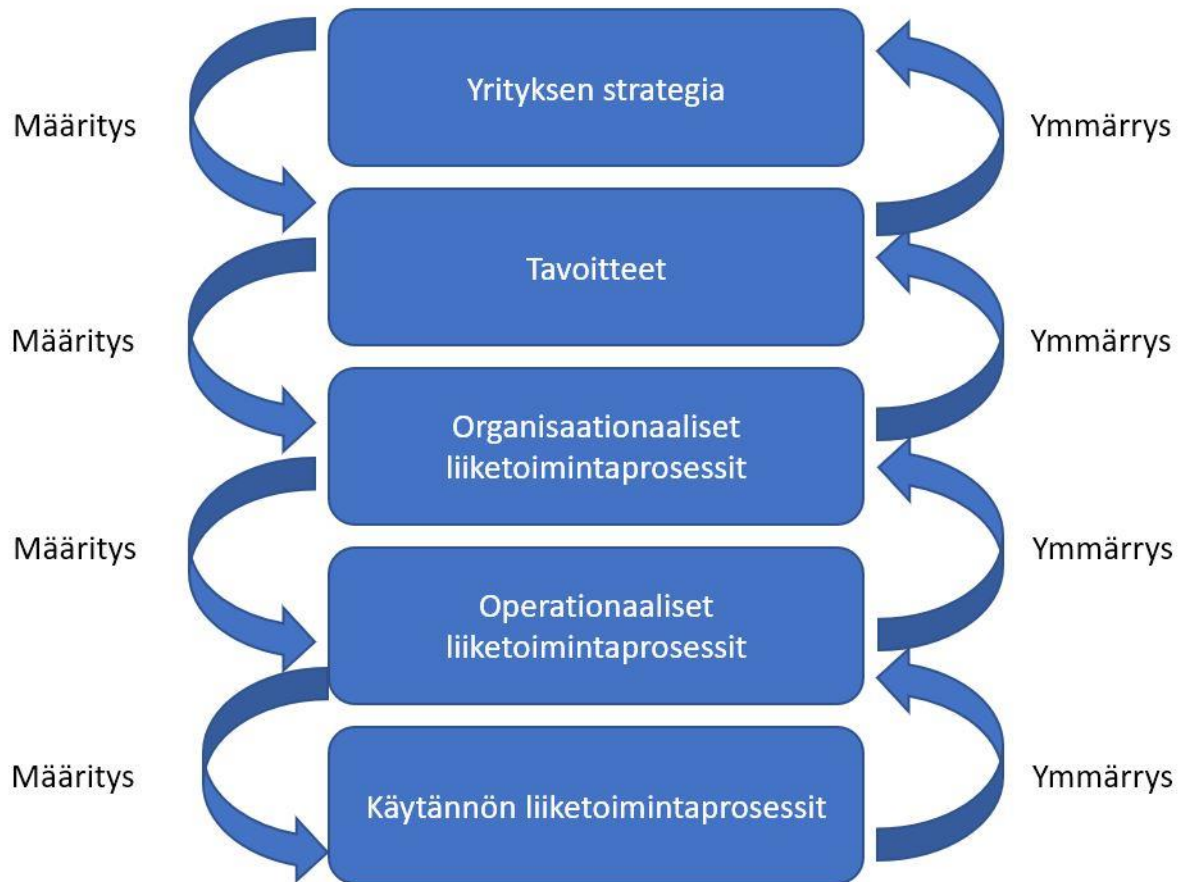 Yrityksen strategia
Määritys
Ymmärrys
Tavoitteet
Määritys
Ymmärrys
Organisaationaaliset
liiketoimintaprosessit
Määritys
Ymmärrys
Operationaaliset
liiketoimintaprosessit
Määritys
Ymmärrys
Käytännön liiketoimintaprosessit